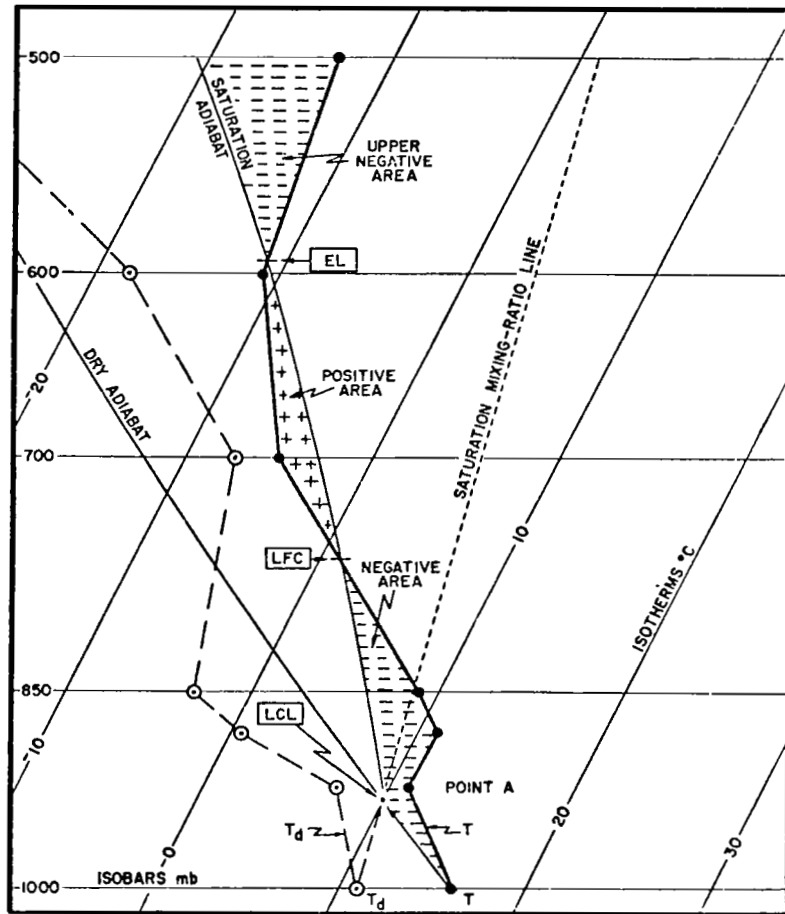 500
SATURATION
ADIABAT
UPPER
NEGATIVE
AREA
EL
600
SATURATION MIXING-RATIO LINE
-20
DRY ADIABAT
POSITIVE
AREA
700
10
LFC
NEGATIVE
AREA
ISOTHERMS °C
850
LCL
-10
POINT A
20
0
Td
T
30
ISOBARS mb
1000
Td
T